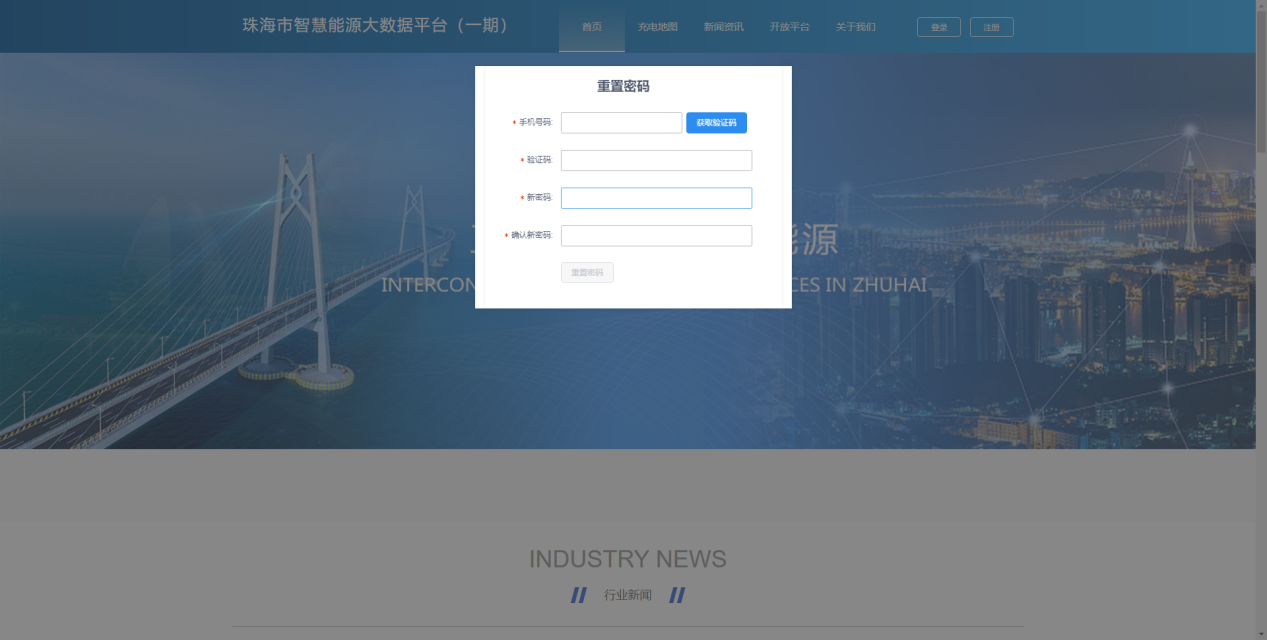 珠海市智慧能源大数据平台（一期）
首页 充电地图 新闻资讯 开放平台 关于我们 登录 注册
重置密码
* 手机号码: 获取验证码
* 验证码:
* 新密码:
* 确认新密码:
重置密码
能源
INTERCON CES IN ZHUHAI
INDUSTRY NEWS
行业新闻